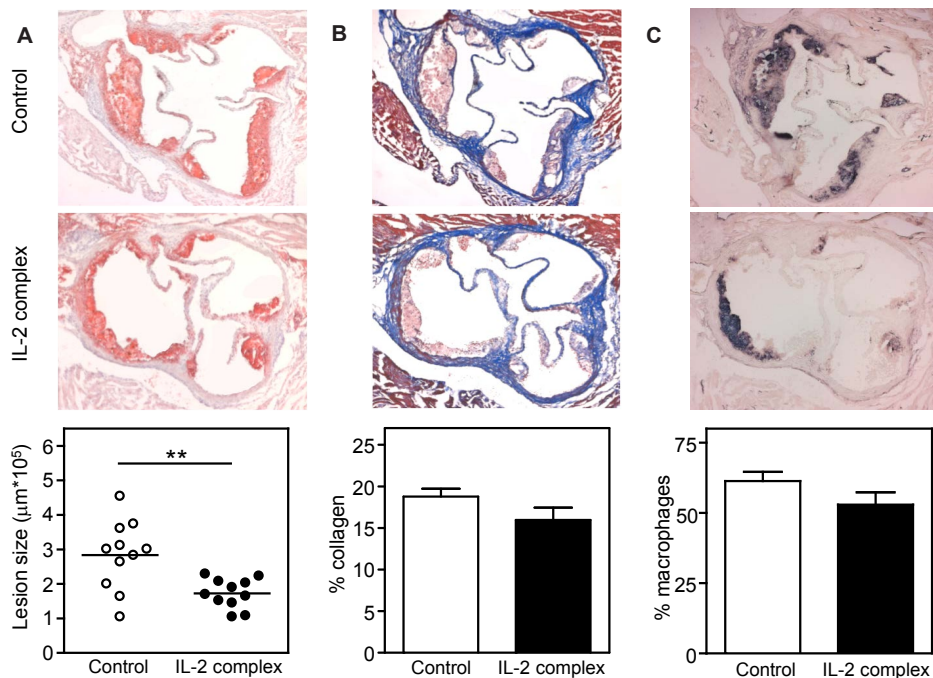 A B C
Control
IL-2 complex
Lesion size (µm*10⁵)
6
5
4
3
2
1
0
**
Control IL-2 complex
% collagen
25
20
15
10
5
0
Control IL-2 complex
% macrophages
75
50
25
0
Control IL-2 complex